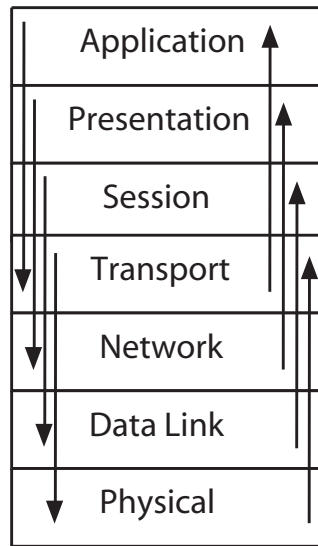 Application
Presentation
Session
Transport
Network
Data Link
Physical